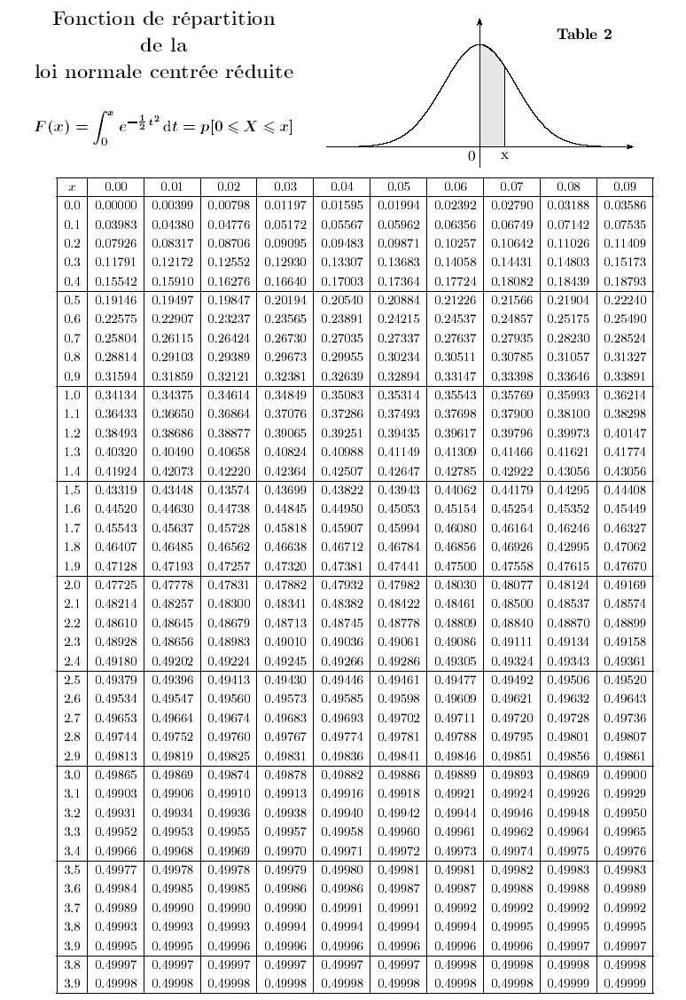 Fonction de répartition
de la
loi normale centrée réduite
Table 2
F(x) = ∫₀ˣ e^{−½ t²} dt = p[0 ⩽ X ⩽ x]
0 x
x 0.00 0.01 0.02 0.03 0.04 0.05 0.06 0.07 0.08 0.09
0.0 0.00000 0.00399 0.00798 0.01197 0.01595 0.01994 0.02392 0.02790 0.03188 0.03586
0.1 0.03983 0.04380 0.04776 0.05172 0.05567 0.05962 0.06356 0.06749 0.07142 0.07535
0.2 0.07926 0.08317 0.08706 0.09095 0.09483 0.09871 0.10257 0.10642 0.11026 0.11409
0.3 0.11791 0.12172 0.12552 0.12930 0.13307 0.13683 0.14058 0.14431 0.14803 0.15173
0.4 0.15542 0.15910 0.16276 0.16640 0.17003 0.17364 0.17724 0.18082 0.18439 0.18793
0.5 0.19146 0.19497 0.19847 0.20194 0.20540 0.20884 0.21226 0.21566 0.21904 0.22240
0.6 0.22575 0.22907 0.23237 0.23565 0.23891 0.24215 0.24537 0.24857 0.25175 0.25490
0.7 0.25804 0.26115 0.26424 0.26730 0.27035 0.27337 0.27637 0.27935 0.28230 0.28524
0.8 0.28814 0.29103 0.29389 0.29673 0.29955 0.30234 0.30511 0.30785 0.31057 0.31327
0.9 0.31594 0.31859 0.32121 0.32381 0.32639 0.32894 0.33147 0.33398 0.33646 0.33891
1.0 0.34134 0.34375 0.34614 0.34849 0.35083 0.35314 0.35543 0.35769 0.35993 0.36214
1.1 0.36433 0.36650 0.36864 0.37076 0.37286 0.37493 0.37698 0.37900 0.38100 0.38298
1.2 0.38493 0.38686 0.38877 0.39065 0.39251 0.39435 0.39617 0.39796 0.39973 0.40147
1.3 0.40320 0.40490 0.40658 0.40824 0.40988 0.41149 0.41309 0.41466 0.41621 0.41774
1.4 0.41924 0.42073 0.42220 0.42364 0.42507 0.42647 0.42785 0.42922 0.43056 0.43056
1.5 0.43319 0.43448 0.43574 0.43699 0.43822 0.43943 0.44062 0.44179 0.44295 0.44408
1.6 0.44520 0.44630 0.44738 0.44845 0.44950 0.45053 0.45154 0.45254 0.45352 0.45449
1.7 0.45543 0.45637 0.45728 0.45818 0.45907 0.45994 0.46080 0.46164 0.46246 0.46327
1.8 0.46407 0.46485 0.46562 0.46638 0.46712 0.46784 0.46856 0.46926 0.42995 0.47062
1.9 0.47128 0.47193 0.47257 0.47320 0.47381 0.47441 0.47500 0.47558 0.47615 0.47670
2.0 0.47725 0.47778 0.47831 0.47882 0.47932 0.47982 0.48030 0.48077 0.48124 0.49169
2.1 0.48214 0.48257 0.48300 0.48341 0.48382 0.48422 0.48461 0.48500 0.48537 0.48574
2.2 0.48610 0.48645 0.48679 0.48713 0.48745 0.48778 0.48809 0.48840 0.48870 0.48899
2.3 0.48928 0.48656 0.48983 0.49010 0.49036 0.49061 0.49086 0.49111 0.49134 0.49158
2.4 0.49180 0.49202 0.49224 0.49245 0.49266 0.49286 0.49305 0.49324 0.49343 0.49361
2.5 0.49379 0.49396 0.49413 0.49430 0.49446 0.49461 0.49477 0.49492 0.49506 0.49520
2.6 0.49534 0.49547 0.49560 0.49573 0.49585 0.49598 0.49609 0.49621 0.49632 0.49643
2.7 0.49653 0.49664 0.49674 0.49683 0.49693 0.49702 0.49711 0.49720 0.49728 0.49736
2.8 0.49744 0.49752 0.49760 0.49767 0.49774 0.49781 0.49788 0.49795 0.49801 0.49807
2.9 0.49813 0.49819 0.49825 0.49831 0.49836 0.49841 0.49846 0.49851 0.49856 0.49861
3.0 0.49865 0.49869 0.49874 0.49878 0.49882 0.49886 0.49889 0.49893 0.49869 0.49900
3.1 0.49903 0.49906 0.49910 0.49913 0.49916 0.49918 0.49921 0.49924 0.49926 0.49929
3.2 0.49931 0.49934 0.49936 0.49938 0.49940 0.49942 0.49944 0.49946 0.49948 0.49950
3.3 0.49952 0.49953 0.49955 0.49957 0.49958 0.49960 0.49961 0.49962 0.49964 0.49965
3.4 0.49966 0.49968 0.49969 0.49970 0.49971 0.49972 0.49973 0.49974 0.49975 0.49976
3.5 0.49977 0.49978 0.49978 0.49979 0.49980 0.49981 0.49981 0.49982 0.49983 0.49983
3.6 0.49984 0.49985 0.49985 0.49986 0.49986 0.49987 0.49987 0.49988 0.49988 0.49989
3.7 0.49989 0.49990 0.49990 0.49990 0.49991 0.49991 0.49992 0.49992 0.49992 0.49992
3.8 0.49993 0.49993 0.49993 0.49994 0.49994 0.49994 0.49994 0.49995 0.49995 0.49995
3.9 0.49995 0.49995 0.49996 0.49996 0.49996 0.49996 0.49996 0.49996 0.49997 0.49997
3.8 0.49997 0.49997 0.49997 0.49997 0.49997 0.49997 0.49998 0.49998 0.49998 0.49998
3.9 0.49998 0.49998 0.49998 0.49998 0.49998 0.49998 0.49998 0.49998 0.49999 0.49999